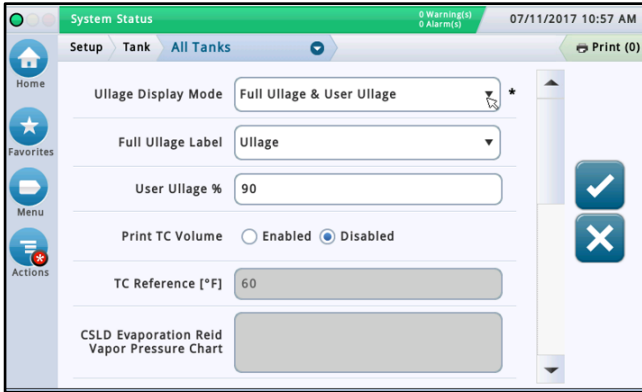 System Status
0 Warning(s)
0 Alarm(s)
07/11/2017 10:57 AM
Setup Tank All Tanks
Print (0)
Home
Favorites
Menu
Actions
Ullage Display Mode Full Ullage & User Ullage *
Full Ullage Label Ullage
User Ullage % 90
Print TC Volume Enabled Disabled
TC Reference [°F] 60
CSLD Evaporation Reid
Vapor Pressure Chart